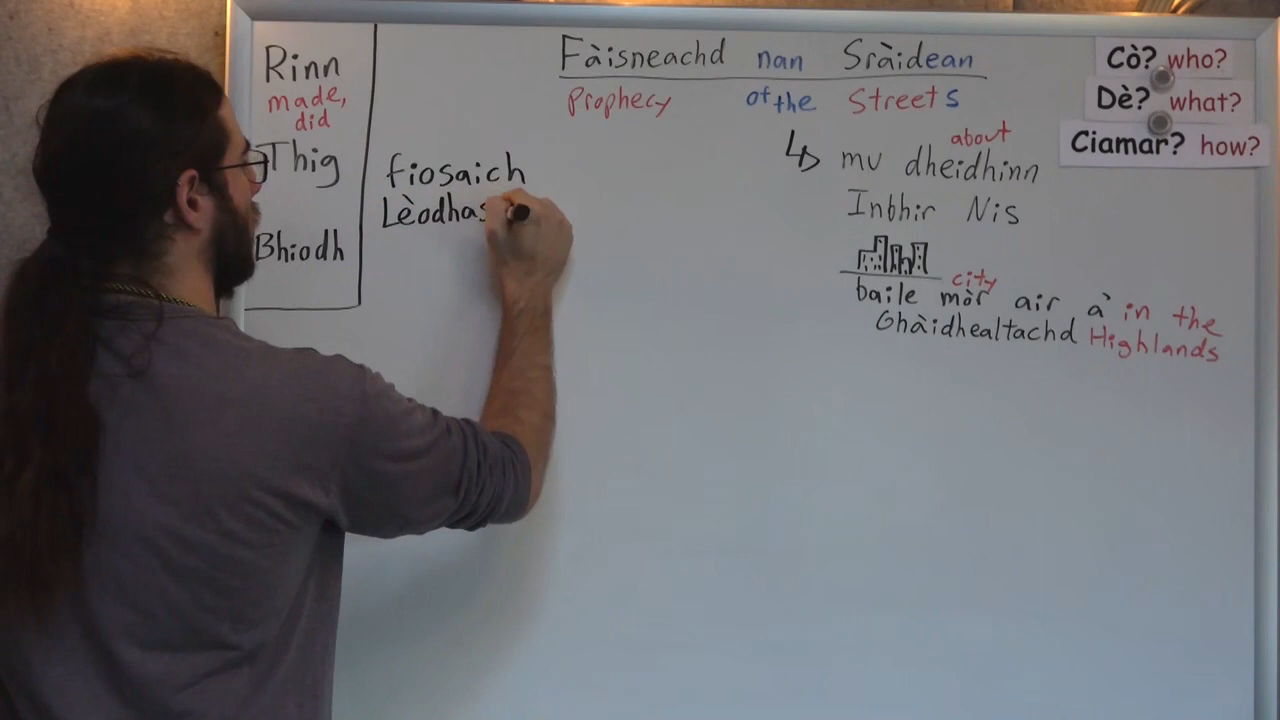 Rinn
made,
did
Thig
Bhiodh
fiosaich
Lèodhas
Fàisneachd nan Sràidean
Prophecy of the Streets
about
mu dheidhinn
Inbhir Nis
city
baile mòr air a' in the
Ghàidhealtachd Highlands
Cò? who?
Dè? what?
Ciamar? how?